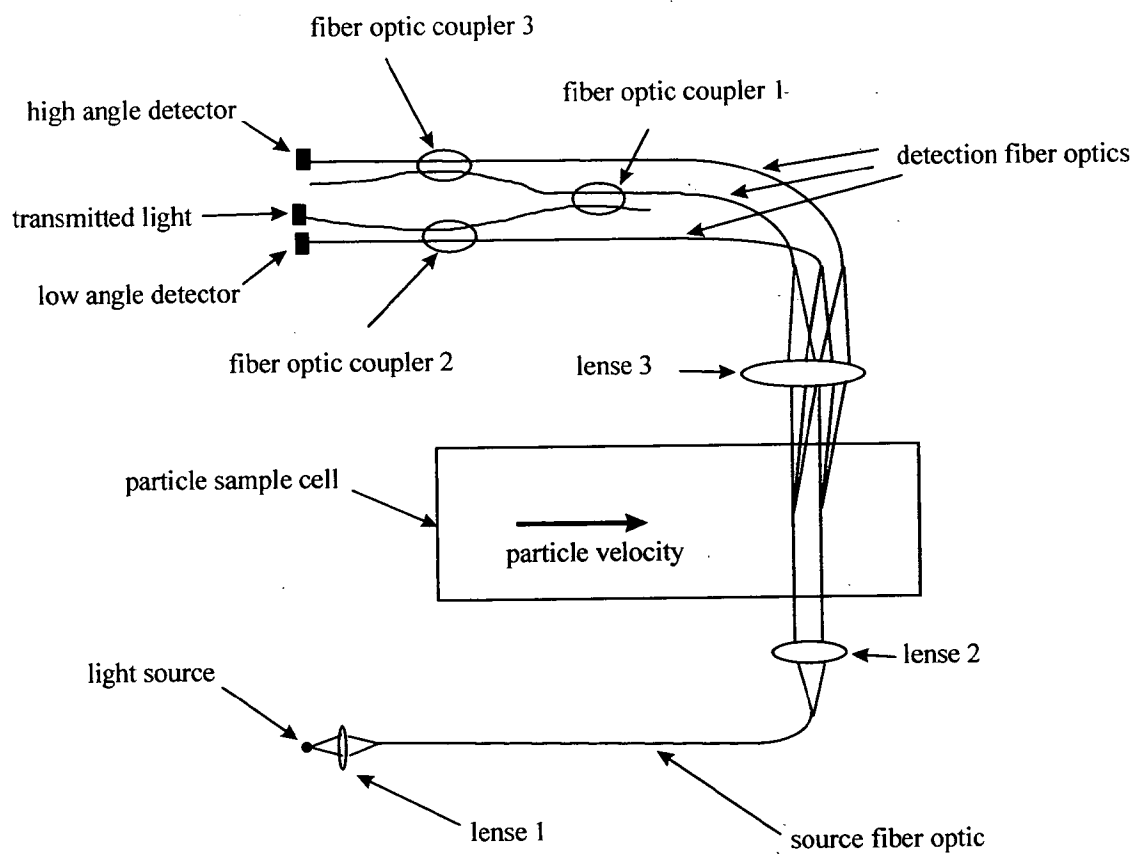 fiber optic coupler 3
fiber optic coupler 1
high angle detector
detection fiber optics
transmitted light
low angle detector
fiber optic coupler 2
lense 3
particle sample cell
particle velocity
lense 2
light source
lense 1
source fiber optic